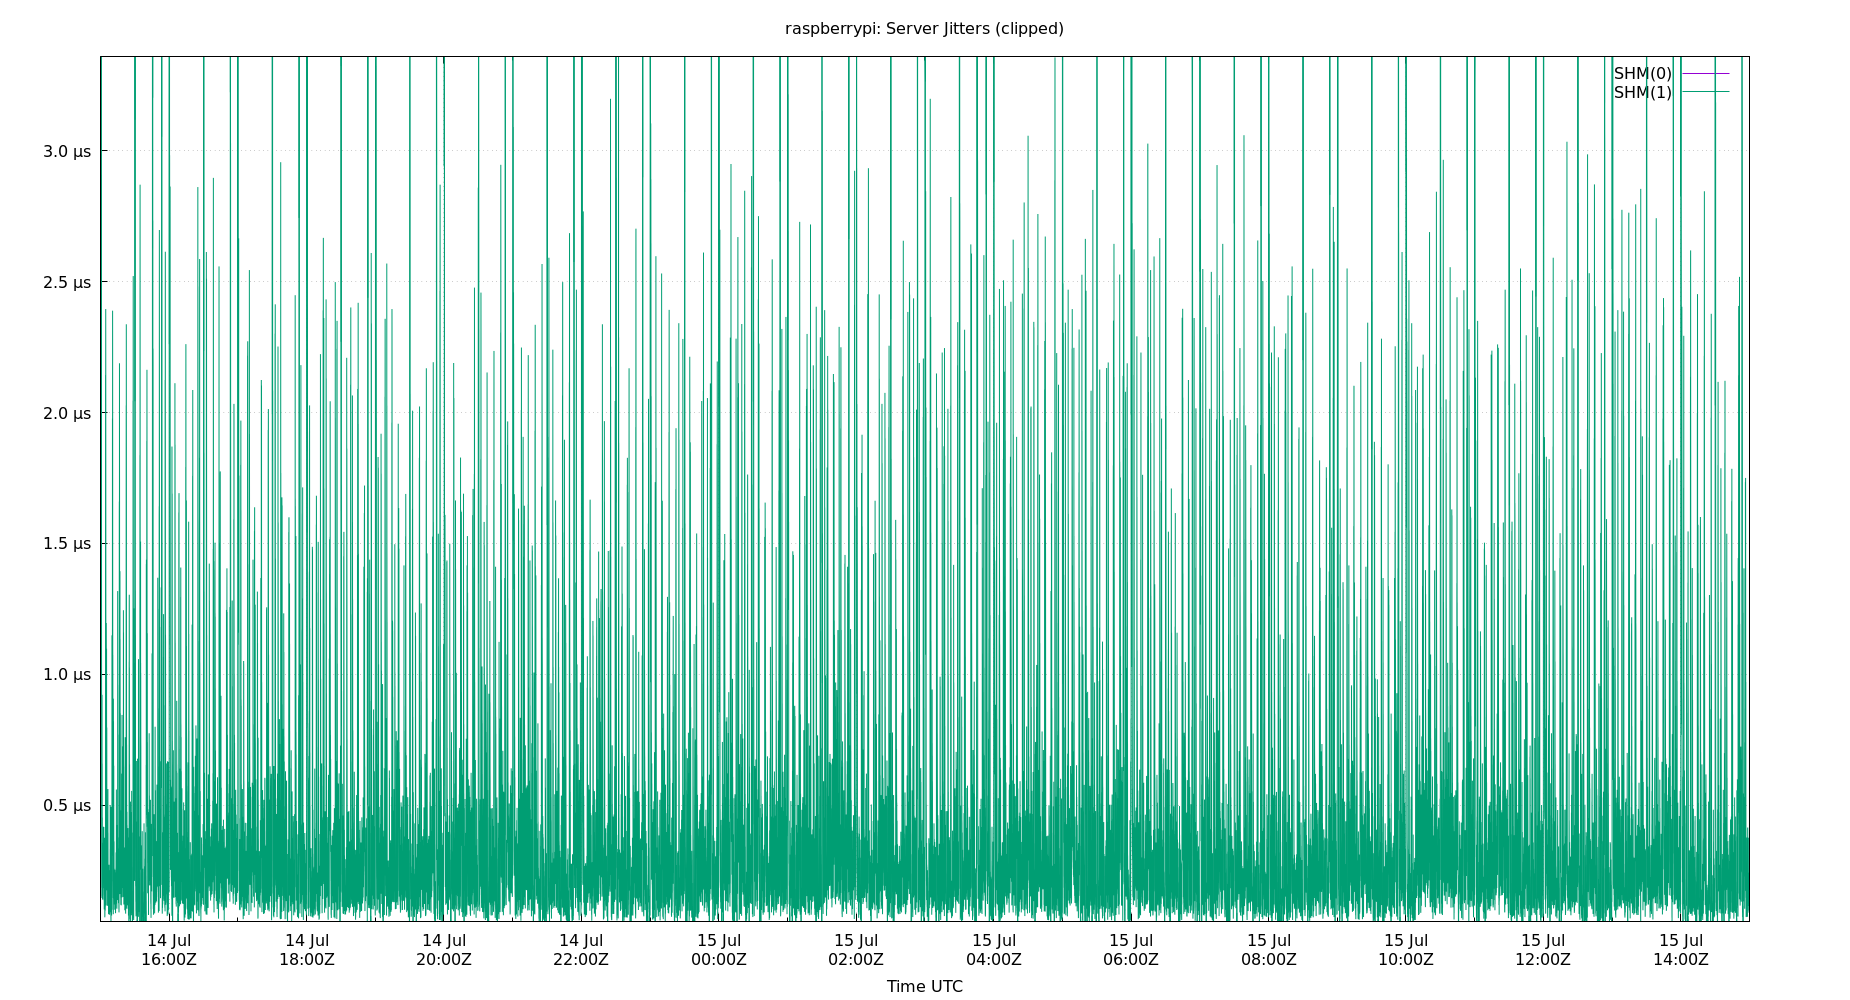 raspberrypi: Server Jitters (clipped)
SHM(0)
SHM(1)
3.0 µs
2.5 µs
2.0 µs
1.5 µs
1.0 µs
0.5 µs
14 Jul 14 Jul 14 Jul 14 Jul 15 Jul 15 Jul 15 Jul 15 Jul 15 Jul 15 Jul 15 Jul 15 Jul
16:00Z 18:00Z 20:00Z 22:00Z 00:00Z 02:00Z 04:00Z 06:00Z 08:00Z 10:00Z 12:00Z 14:00Z
Time UTC